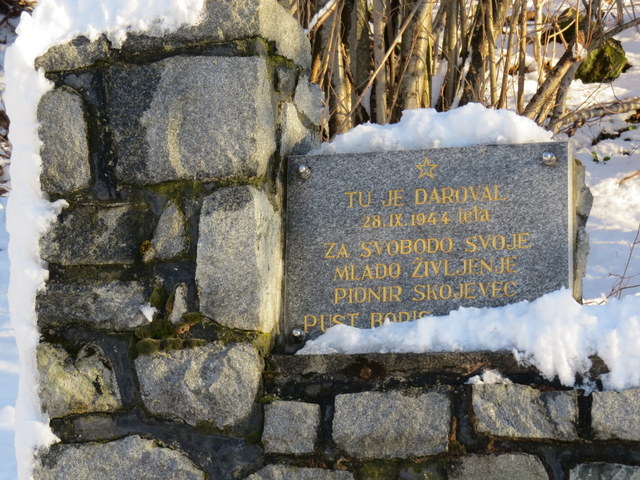 TU JE DAROVAL
28.IX.1944 leta
ZA SVOBODO SVOJE
MLADO ŽIVLJENJE
PIONIR SKOJEVEC
PUST BORIS